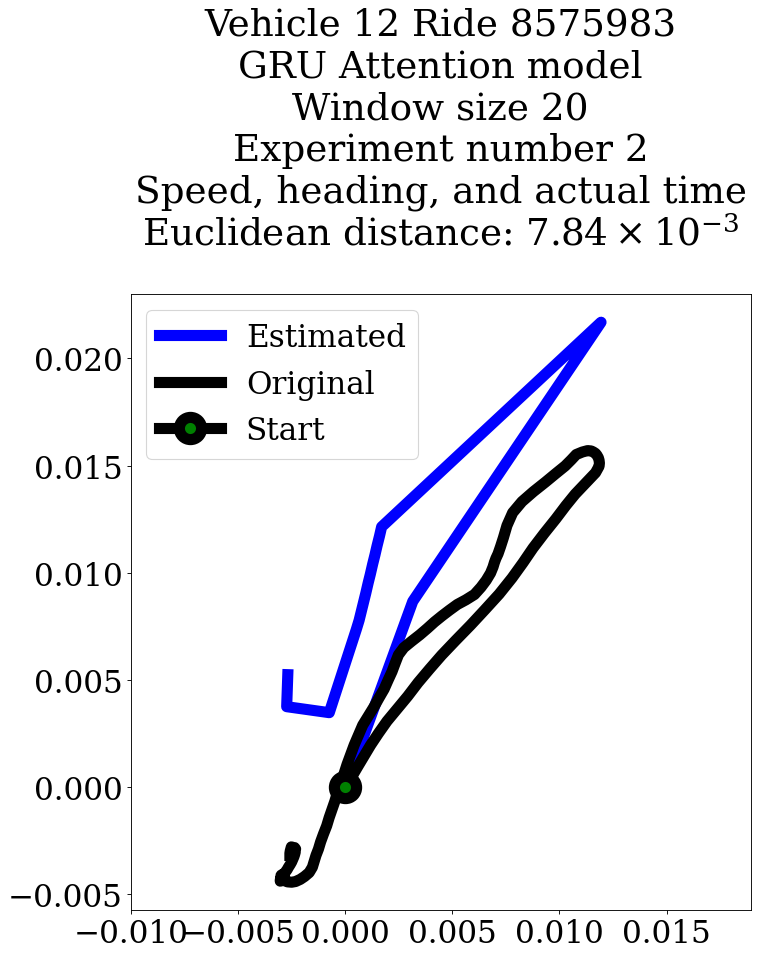 Vehicle 12 Ride 8575983
GRU Attention model
Window size 20
Experiment number 2
Speed, heading, and actual time
Euclidean distance: 7.84 × 10⁻³
Estimated
Original
Start
0.020
0.015
0.010
0.005
0.000
−0.005
−0.010 −0.005 0.000 0.005 0.010 0.015